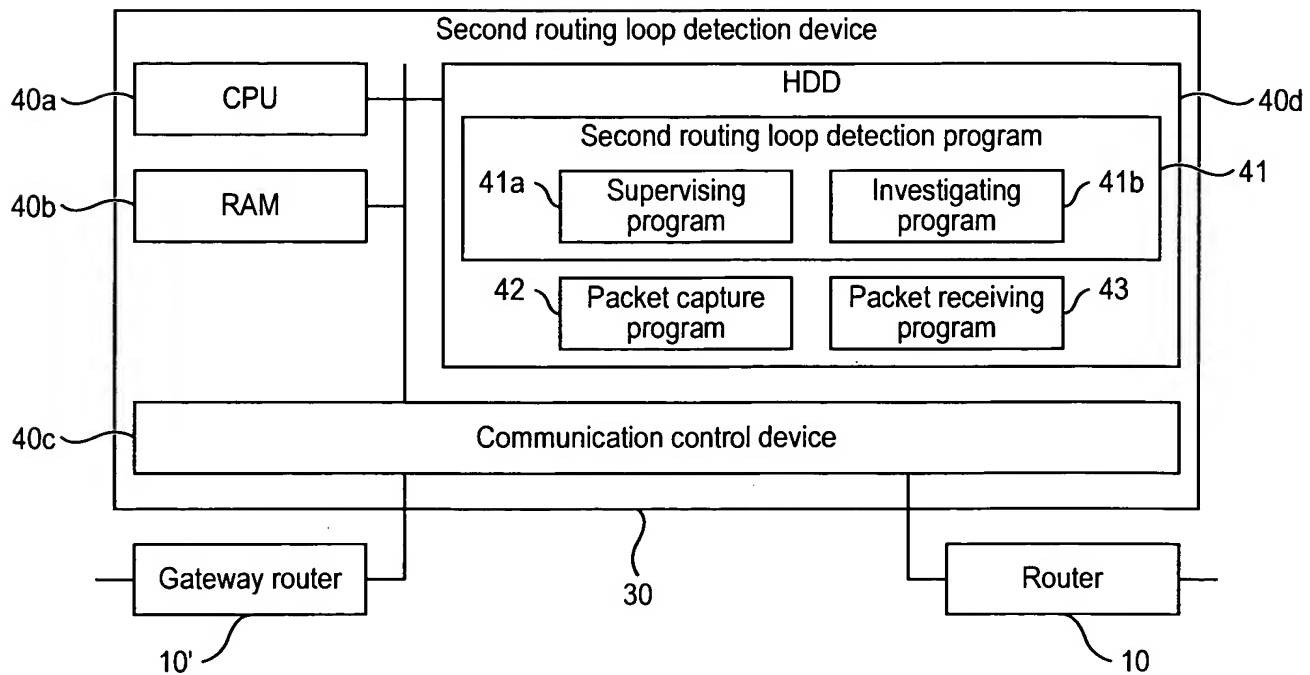 Second routing loop detection device
40a
CPU
HDD
40d
Second routing loop detection program
41
41a
Supervising
program
Investigating
program
41b
40b
RAM
42
Packet capture
program
Packet receiving
program
43
40c
Communication control device
Gateway router
10'
30
Router
10